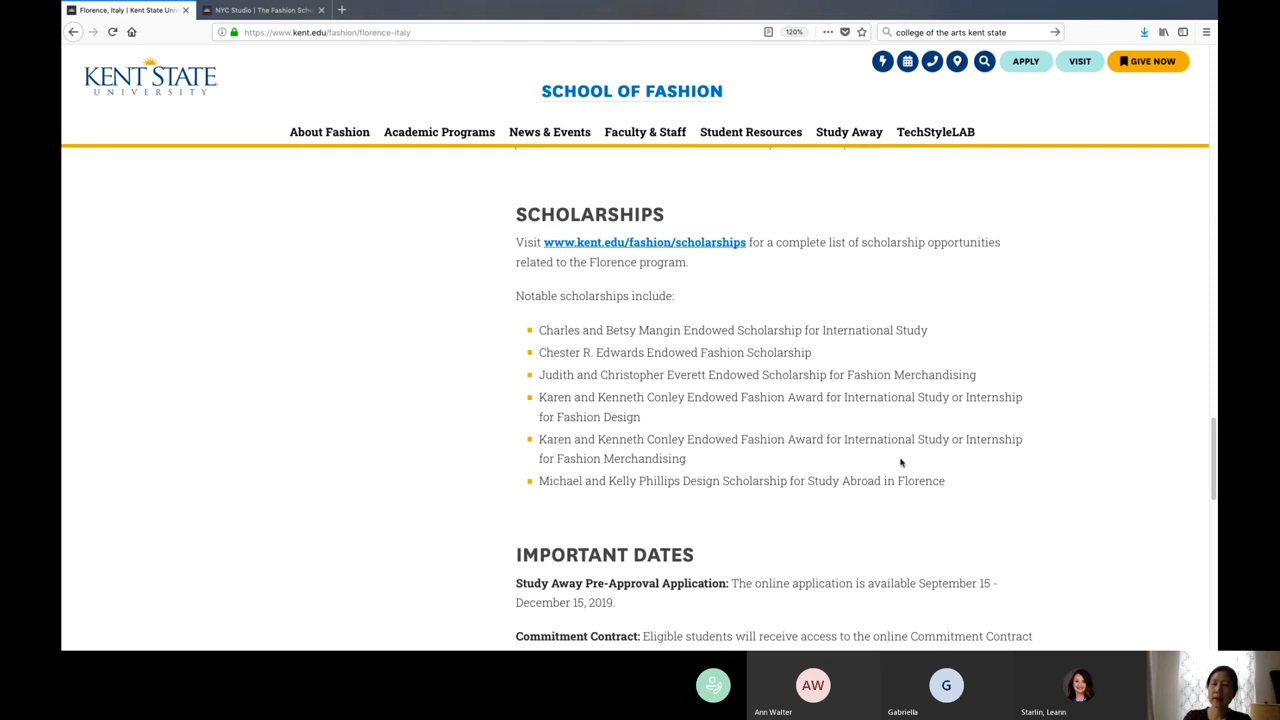 Florence, Italy | Kent State Univ
NYC Studio | The Fashion Scho
https://www.kent.edu/fashion/florence-italy
120%
college of the arts kent state
KENT STATE
UNIVERSITY
APPLY
VISIT
GIVE NOW
SCHOOL OF FASHION
About Fashion
Academic Programs
News & Events
Faculty & Staff
Student Resources
Study Away
TechStyleLAB
SCHOLARSHIPS
Visit www.kent.edu/fashion/scholarships for a complete list of scholarship opportunities
related to the Florence program.
Notable scholarships include:
Charles and Betsy Mangin Endowed Scholarship for International Study
Chester R. Edwards Endowed Fashion Scholarship
Judith and Christopher Everett Endowed Scholarship for Fashion Merchandising
Karen and Kenneth Conley Endowed Fashion Award for International Study or Internship
for Fashion Design
Karen and Kenneth Conley Endowed Fashion Award for International Study or Internship
for Fashion Merchandising
Michael and Kelly Phillips Design Scholarship for Study Abroad in Florence
IMPORTANT DATES
Study Away Pre-Approval Application: The online application is available September 15 -
December 15, 2019.
Commitment Contract: Eligible students will receive access to the online Commitment Contract
AW
Ann Walter
G
Gabriella
Starlin, Leann